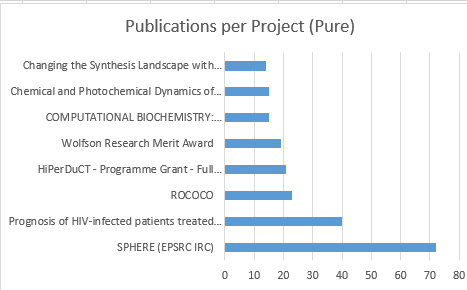 Publications per Project (Pure)
Changing the Synthesis Landscape with...
Chemical and Photochemical Dynamics of...
COMPUTATIONAL BIOCHEMISTRY:...
Wolfson Research Merit Award
HiPerDuCT - Programme Grant - Full...
ROCOCO
Prognosis of HIV-infected patients treated...
SPHERE (EPSRC IRC)
0 10 20 30 40 50 60 70 80